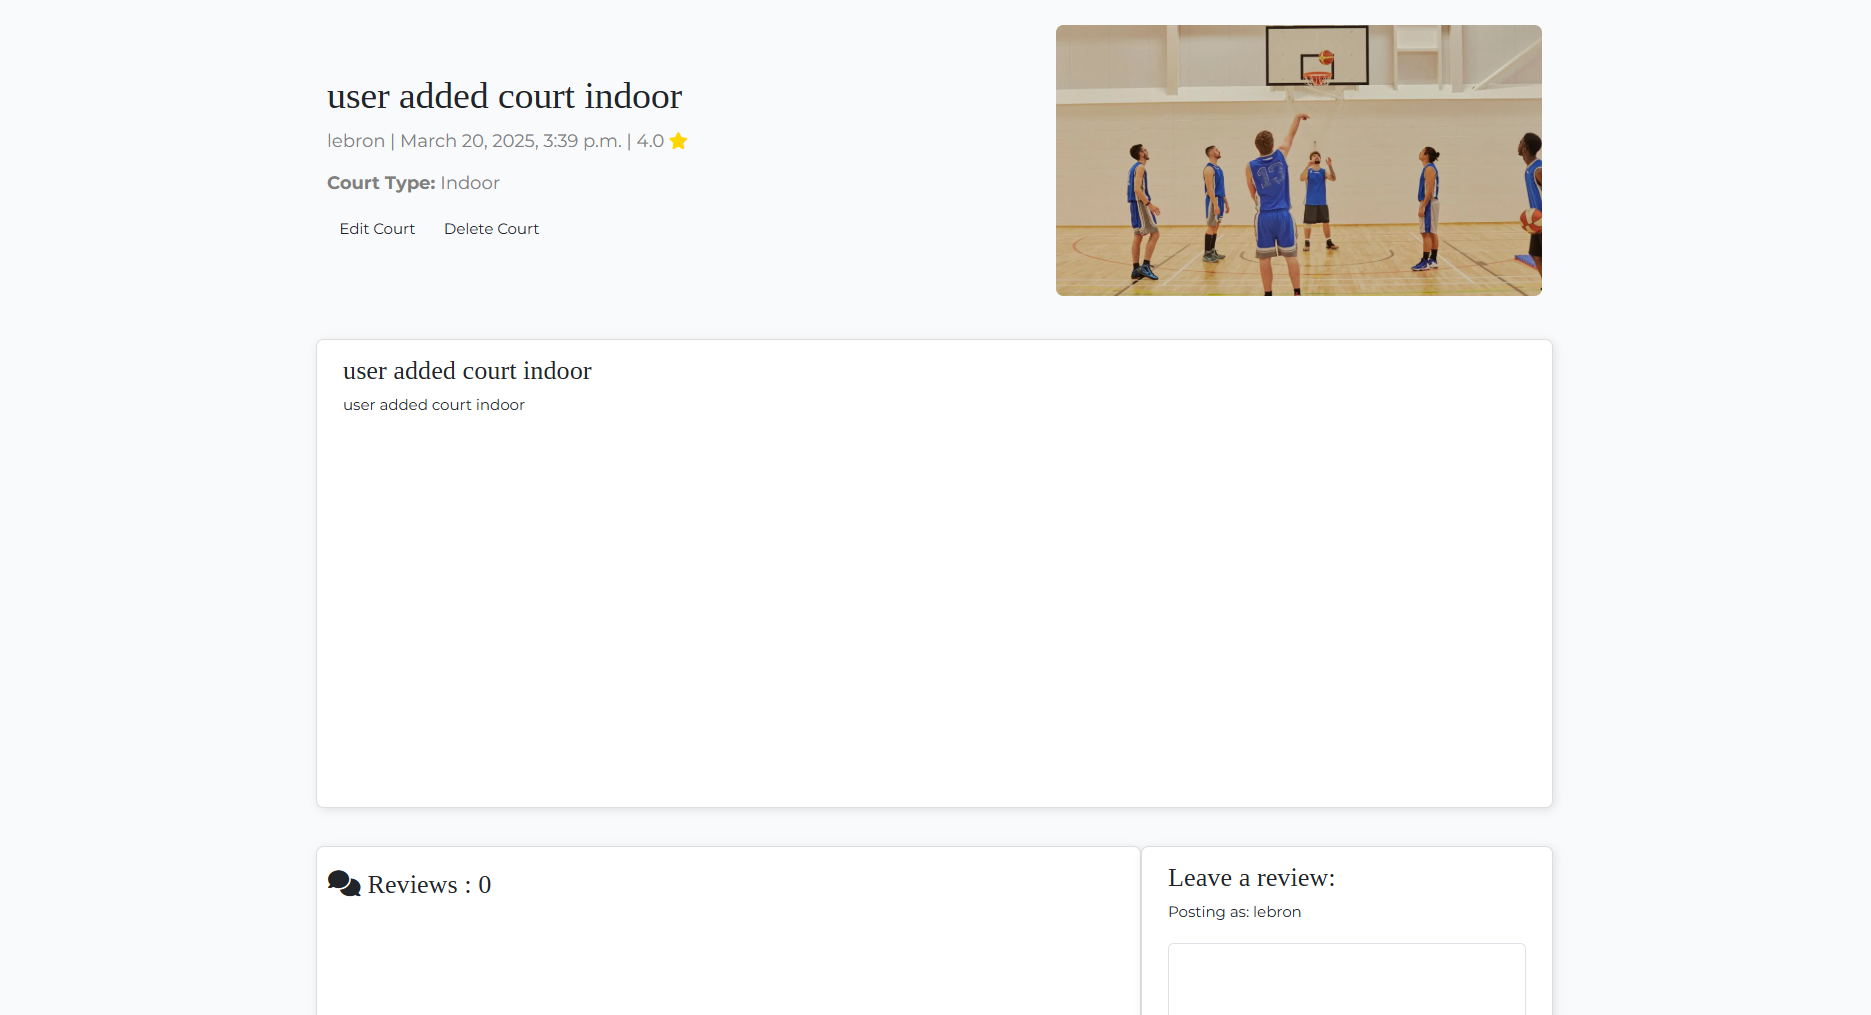 user added court indoor
lebron | March 20, 2025, 3:39 p.m. | 4.0
Court Type: Indoor
Edit Court Delete Court
13
user added court indoor
user added court indoor
Reviews : 0
Leave a review:
Posting as: lebron